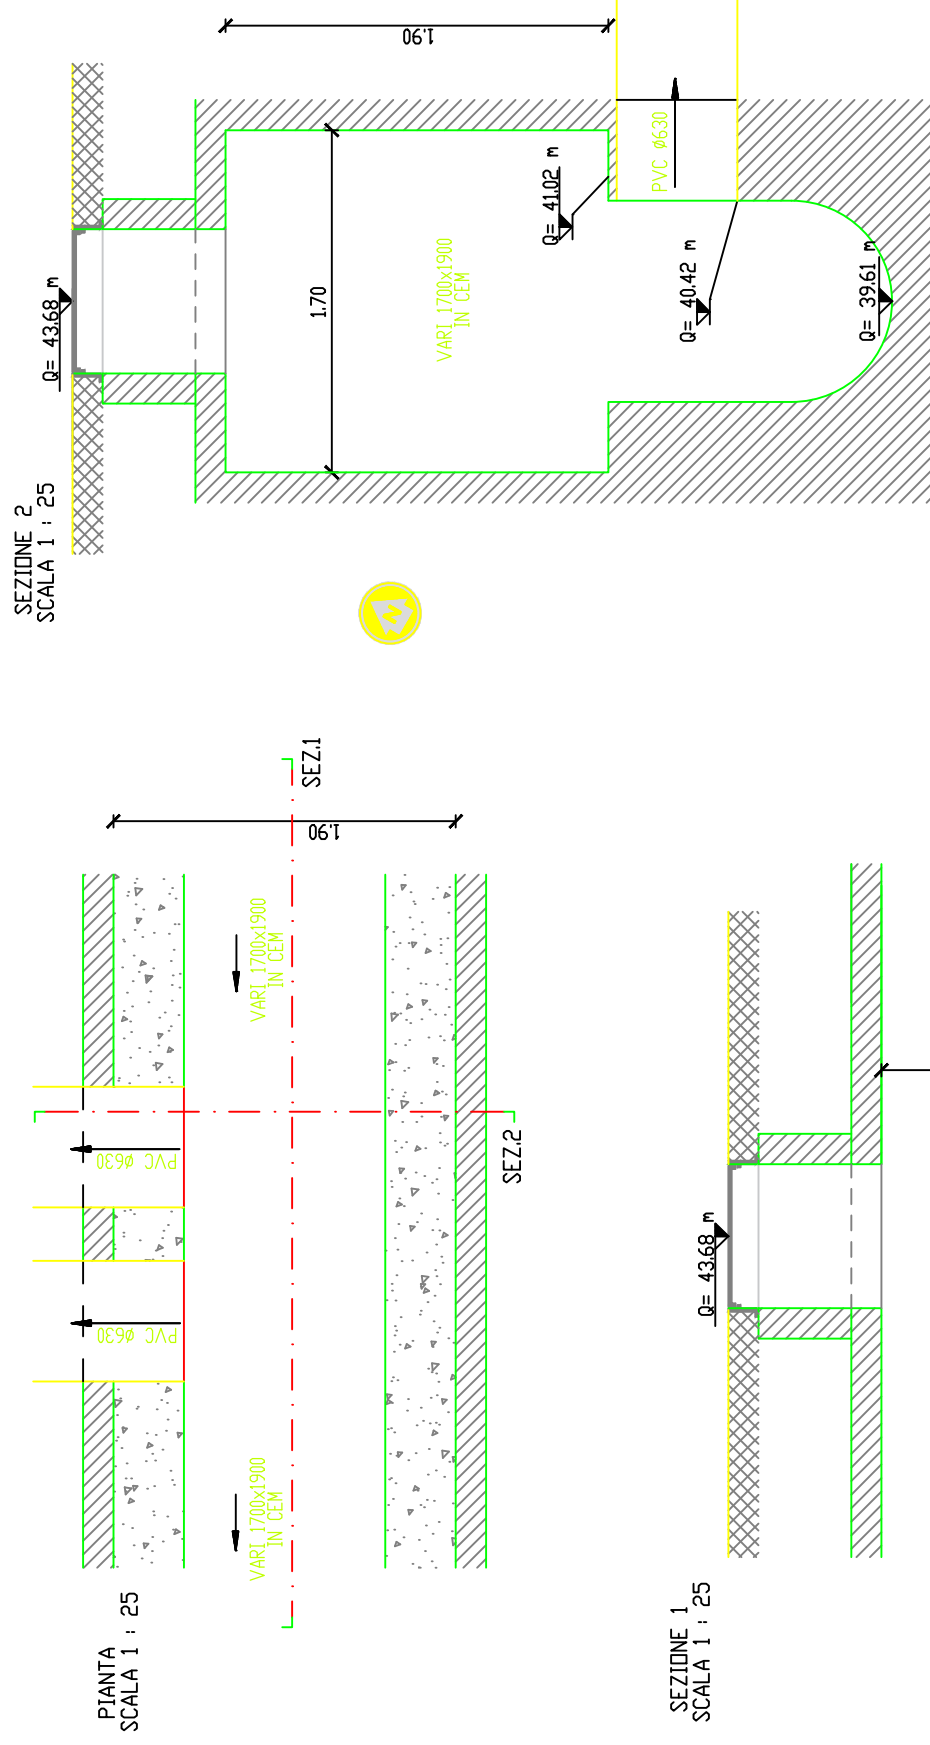 SEZIONE 2
SCALA 1 : 25
Q= 43.68 m
1.90
1.70
VARI 1700x1900
IN CEM
Q= 41.02 m
PVC ø630
Q= 40.42 m
Q= 39.61 m
PIANTA
SCALA 1 : 25
PVC ø630
PVC ø630
VARI 1700x1900
IN CEM
VARI 1700x1900
IN CEM
1.90
SEZ.1
SEZ.2
SEZIONE 1
SCALA 1 : 25
Q= 43.68 m